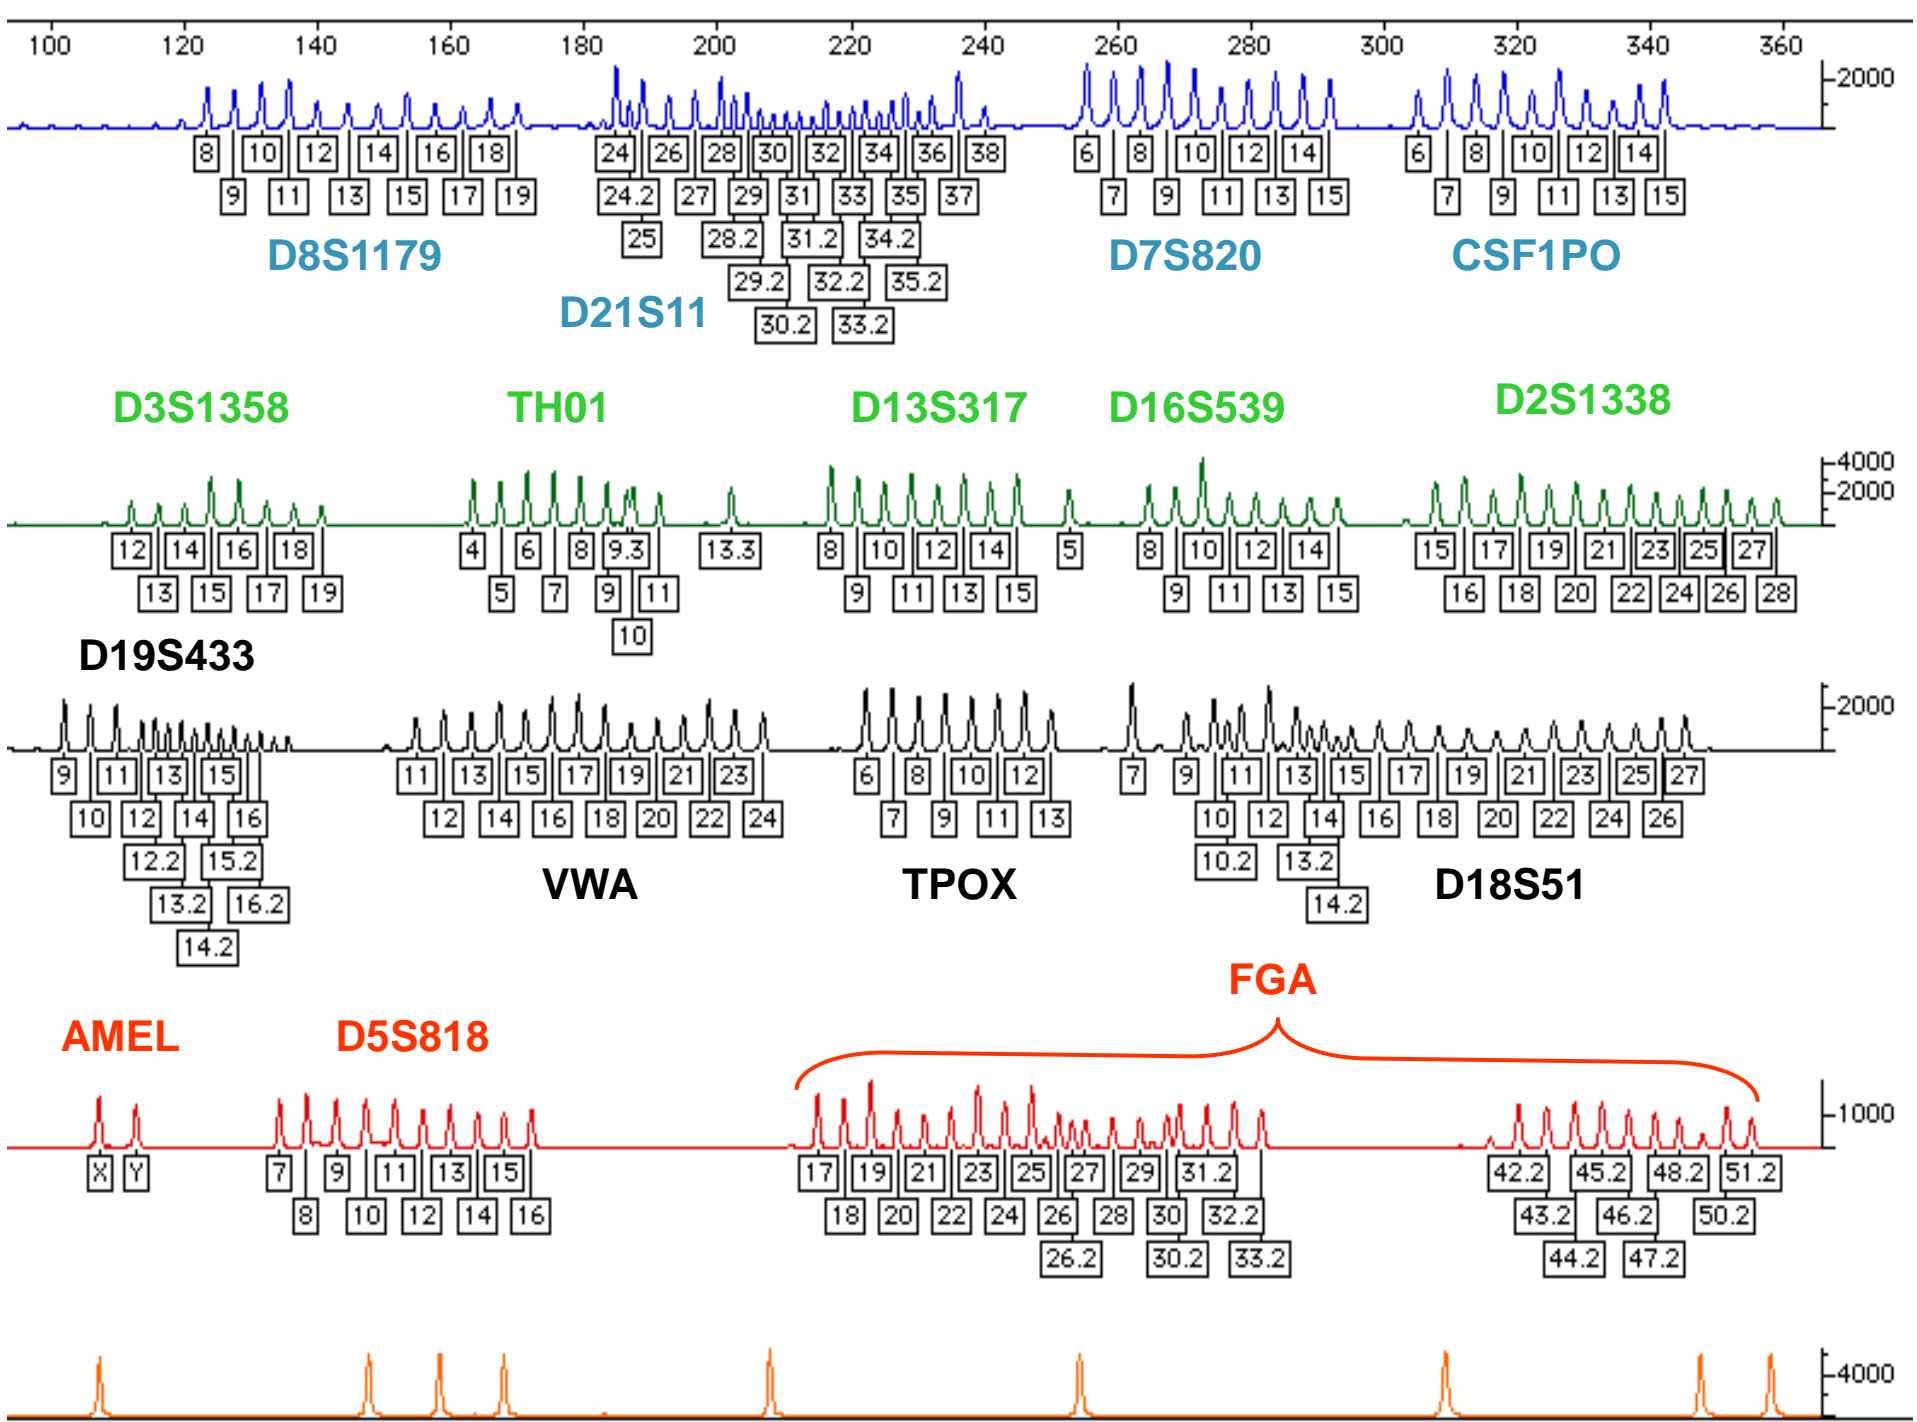 100 120 140 160 180 200 220 240 260 280 300 320 340 360
2000
8 10 12 14 16 18 24 26 28 30 32 34 36 38 6 8 10 12 14 6 8 10 12 14
9 11 13 15 17 19 24.2 27 29 31 33 35 37 7 9 11 13 15 7 9 11 13 15
25 28.2 31.2 34.2
D8S1179 D7S820 CSF1PO
29.2 32.2 35.2
D21S11
30.2 33.2
D3S1358 TH01 D13S317 D16S539 D2S1338
4000
2000
12 14 16 18 4 6 8 9.3 13.3 8 10 12 14 5 8 10 12 14 15 17 19 21 23 25 27
13 15 17 19 5 7 9 11 9 11 13 15 9 11 13 15 16 18 20 22 24 26 28
10
D19S433
2000
9 11 13 15 11 13 15 17 19 21 23 6 8 10 12 7 9 11 13 15 17 19 21 23 25 27
10 12 14 16 12 14 16 18 20 22 24 7 9 11 13 10 12 14 16 18 20 22 24 26
12.2 15.2 10.2 13.2
VWA TPOX D18S51
13.2 16.2 14.2
14.2
FGA
AMEL D5S818
1000
X Y 7 9 11 13 15 17 19 21 23 25 27 29 31.2 42.2 45.2 48.2 51.2
8 10 12 14 16 18 20 22 24 26 28 30 32.2 43.2 46.2 50.2
26.2 30.2 33.2 44.2 47.2
4000